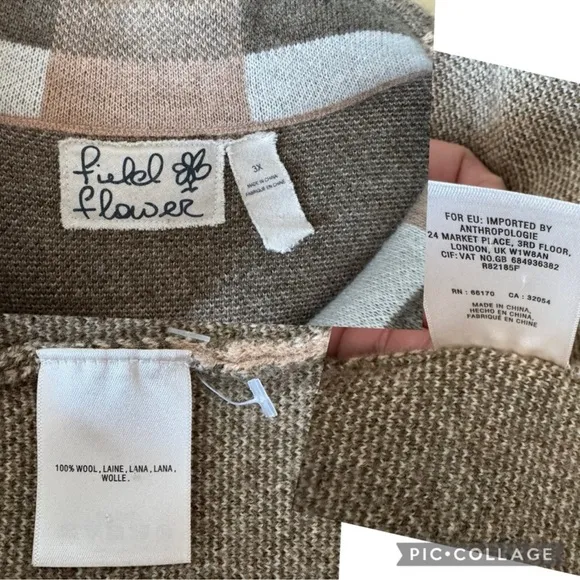 field
flower
3X
MADE IN CHINA
FABRIQUÉ EN CHINE
FOR EU: IMPORTED BY
ANTHROPOLOGIE
24 MARKET PLACE, 3RD FLOOR,
LONDON, UK W1W8AN
CIF: VAT NO.GB 684936382
R82185F
RN : 66170 CA : 32054
MADE IN CHINA,
HECHO EN CHINA,
FABRIQUÉ EN CHINE
100% WOOL, LAINE, LANA, LANA,
WOLLE.
PIC•COLLAGE